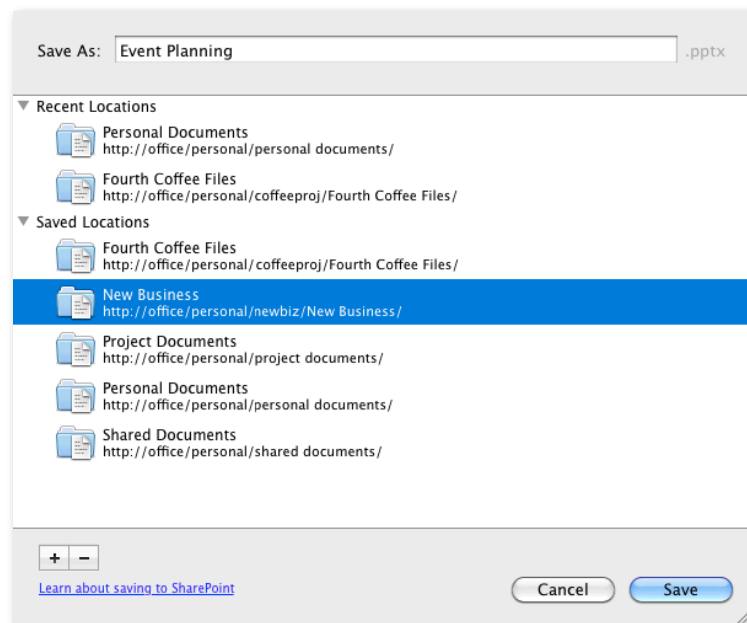 Save As: Event Planning .pptx
Recent Locations
Personal Documents
http://office/personal/personal documents/
Fourth Coffee Files
http://office/personal/coffeeproj/Fourth Coffee Files/
Saved Locations
Fourth Coffee Files
http://office/personal/coffeeproj/Fourth Coffee Files/
New Business
http://office/personal/newbiz/New Business/
Project Documents
http://office/personal/project documents/
Personal Documents
http://office/personal/personal documents/
Shared Documents
http://office/personal/shared documents/
+ −
Learn about saving to SharePoint
Cancel Save